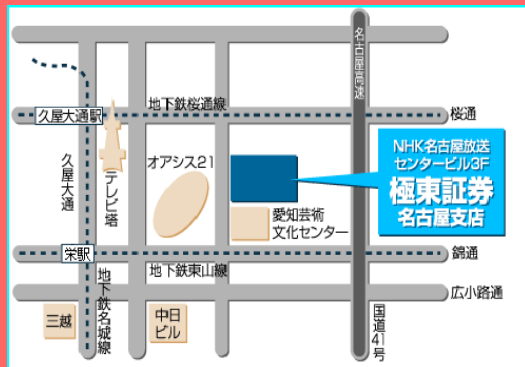 名古屋高速
地下鉄桜通線
久屋大通駅
桜通
NHK名古屋放送
センタービル3F
極東証券
名古屋支店
久屋大通
テレビ塔
オアシス21
愛知芸術
文化センター
栄駅
錦通
地下鉄東山線
地下鉄名城線
広小路通
三越
中日
ビル
国道41号